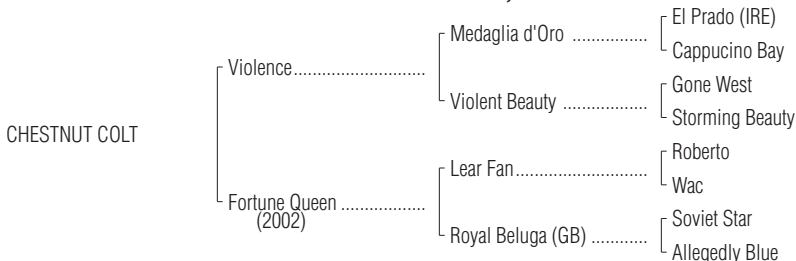 El Prado (IRE)
Medaglia d'Oro ..................
Cappucino Bay
Violence...............................
Gone West
Violent Beauty ....................
Storming Beauty
CHESTNUT COLT
Roberto
Lear Fan...............................
Wac
Fortune Queen ....................
(2002)
Soviet Star
Royal Beluga (GB) .............
Allegedly Blue